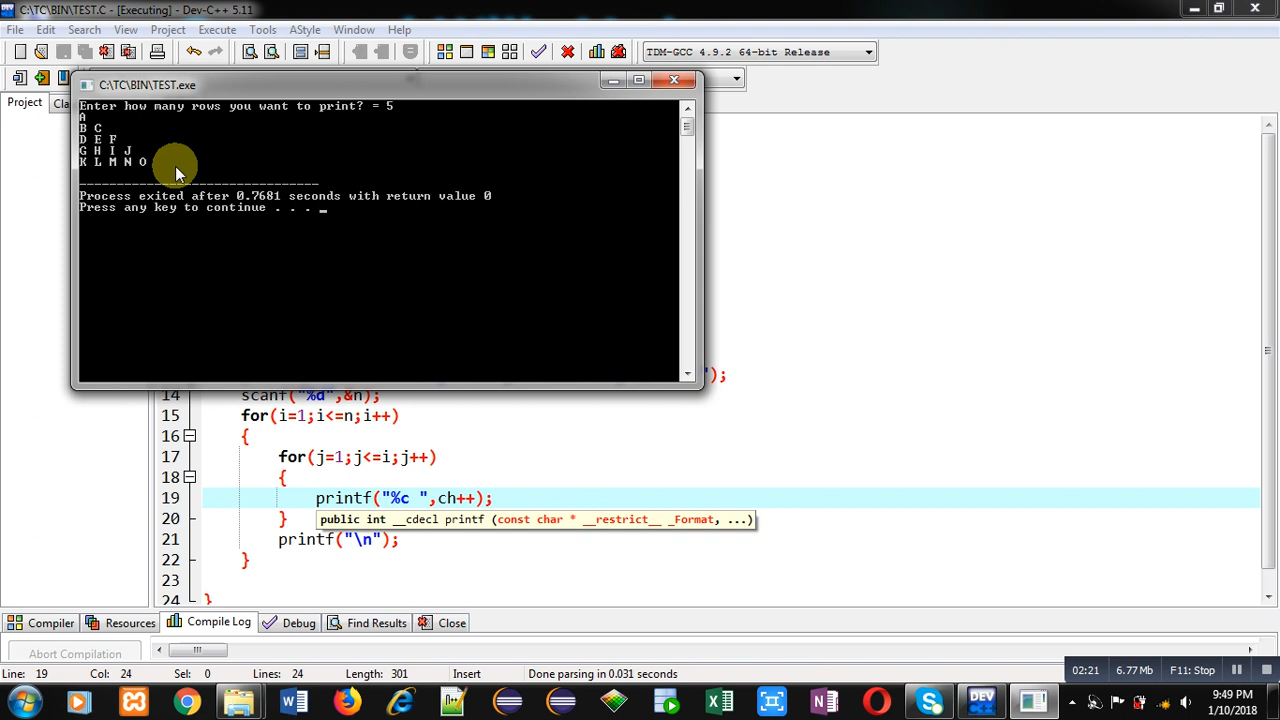 C:\TC\BIN\TEST.C - [Executing] - Dev-C++ 5.11
File Edit Search View Project Execute Tools AStyle Window Help
TDM-GCC 4.9.2 64-bit Release
C:\TC\BIN\TEST.exe
Project
Enter how many rows you want to print? = 5
A
B C
D E F
G H I J
K L M N O
--------------------------------
Process exited after 0.7681 seconds with return value 0
Press any key to continue . . . _
");
14 scanf("%d",&n);
15 for(i=1;i<=n;i++)
16 {
17 for(j=1;j<=i;j++)
18 {
19 printf("%c ",ch++);
20 }
public int __cdecl printf (const char * __restrict__ _Format, ...)
21 printf("\n");
22 }
23
24 }
Compiler Resources Compile Log Debug Find Results Close
Abort Compilation
Line: 19 Col: 24 Sel: 0 Lines: 24 Length: 301 Insert Done parsing in 0.031 seconds
02:21 6.77 Mb F11: Stop
9:49 PM
1/10/2018